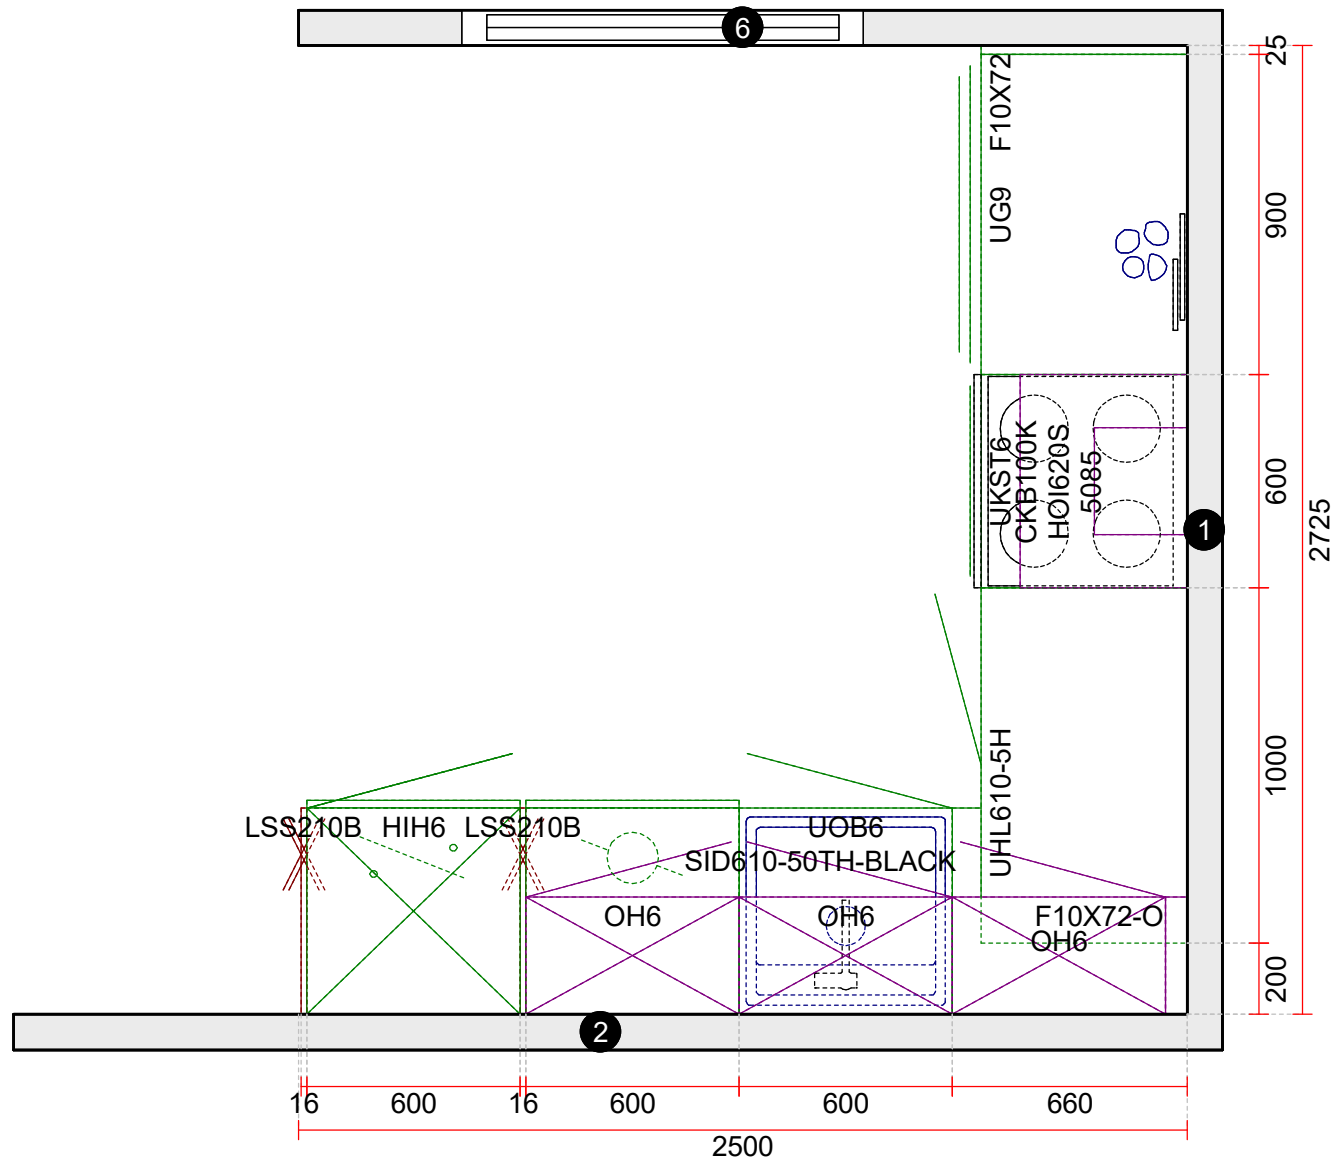 6
25
F10X72
UG9
900
UKST6
CKB100K
HOI620S
5085
600
1
2725
UHL610-5H
1000
LSS210B
HIH6
LSS210B
UOB6
SID610-50TH-BLACK
OH6
OH6
F10X72-O
OH6
200
2
16
600
16
600
600
660
2500